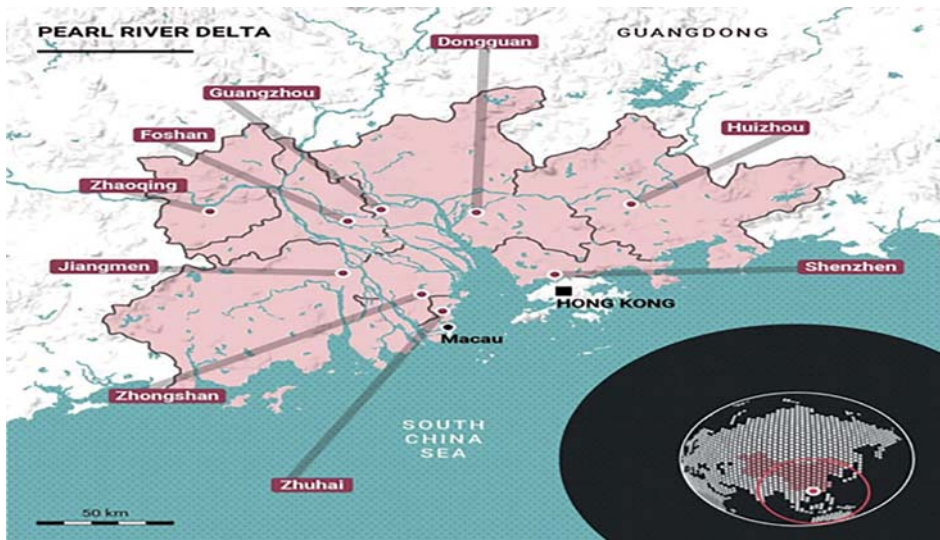 PEARL RIVER DELTA
Dongguan
GUANGDONG
Guangzhou
Foshan
Huizhou
Zhaoqing
Jiangmen
Shenzhen
HONG KONG
Macau
Zhongshan
SOUTH
CHINA
SEA
Zhuhai
50 km